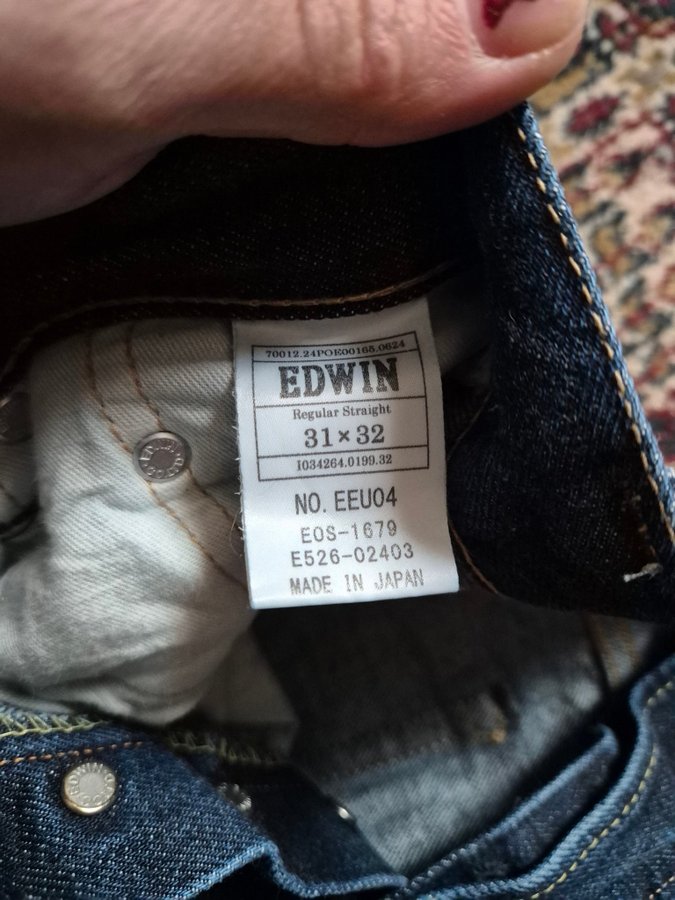 70012.24POE00165.0624
EDWIN
Regular Straight
31×32
I034264.0199.32
NO. EEU04
EOS-1679
E526-02403
MADE IN JAPAN
EDWIN